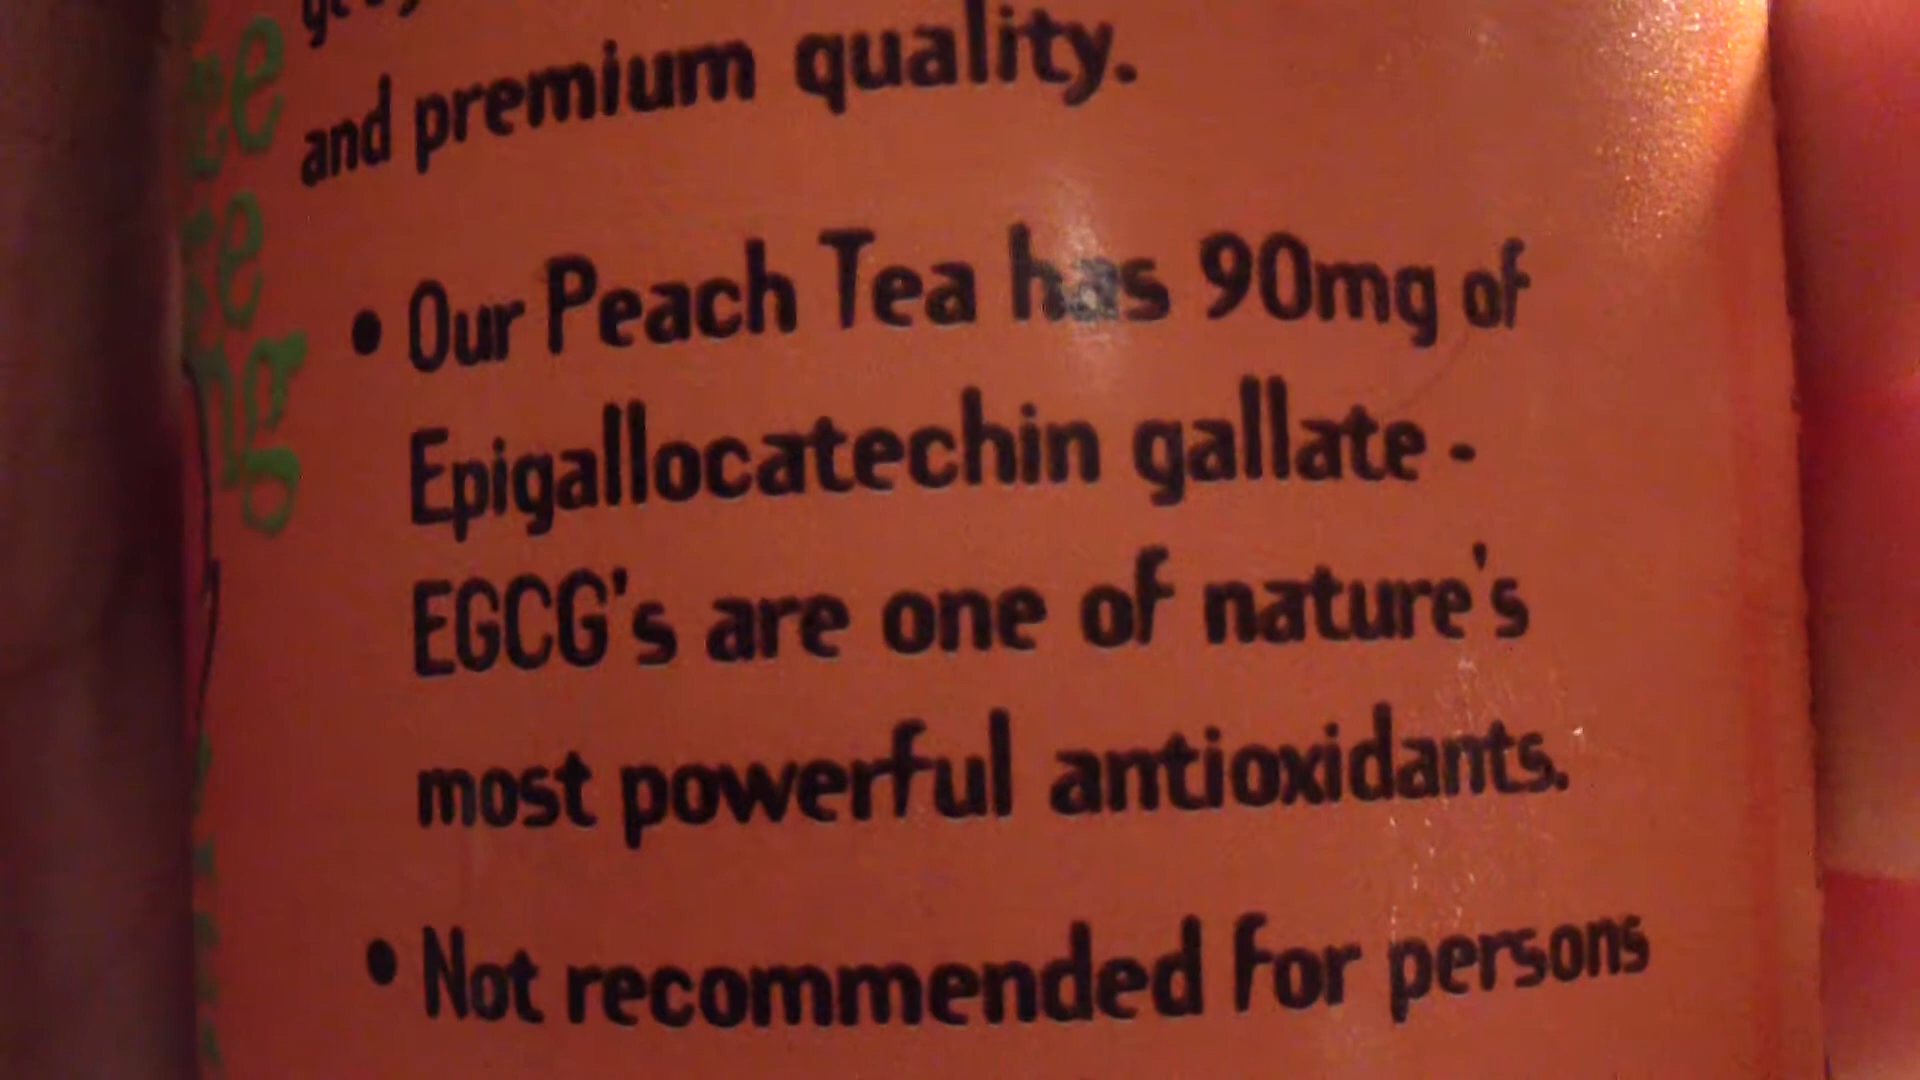 and premium quality.
• Our Peach Tea has 90mg of
Epigallocatechin gallate -
EGCG's are one of nature's
most powerful antioxidants.
• Not recommended for persons